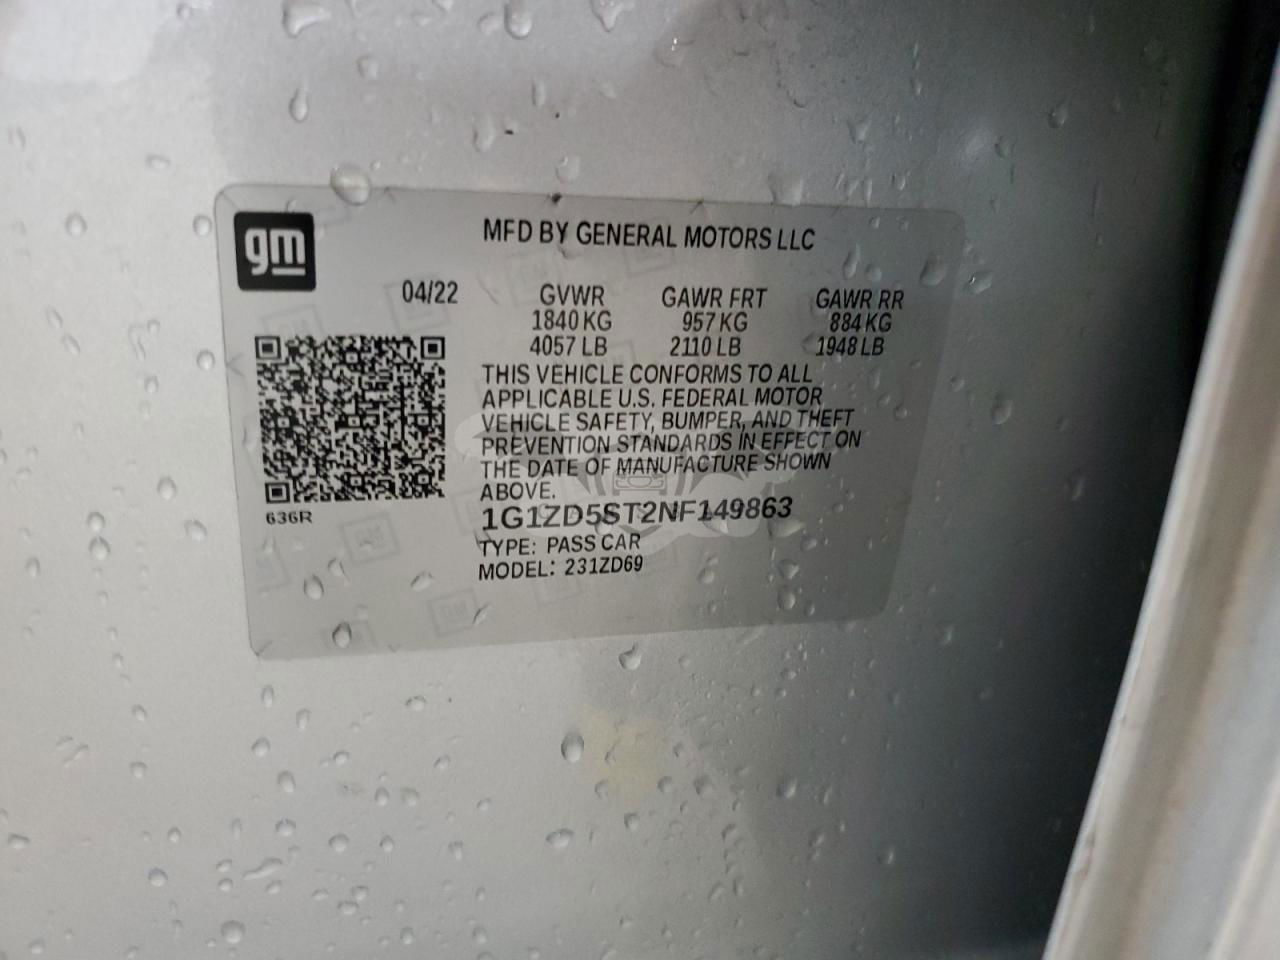 gm
MFD BY GENERAL MOTORS LLC
04/22 GVWR GAWR FRT GAWR RR
1840 KG 957 KG 884 KG
4057 LB 2110 LB 1948 LB
THIS VEHICLE CONFORMS TO ALL
APPLICABLE U.S. FEDERAL MOTOR
VEHICLE SAFETY, BUMPER, AND THEFT
PREVENTION STANDARDS IN EFFECT ON
THE DATE OF MANUFACTURE SHOWN
ABOVE.
636R
1G1ZD5ST2NF149863
TYPE: PASS CAR
MODEL: 231ZD69